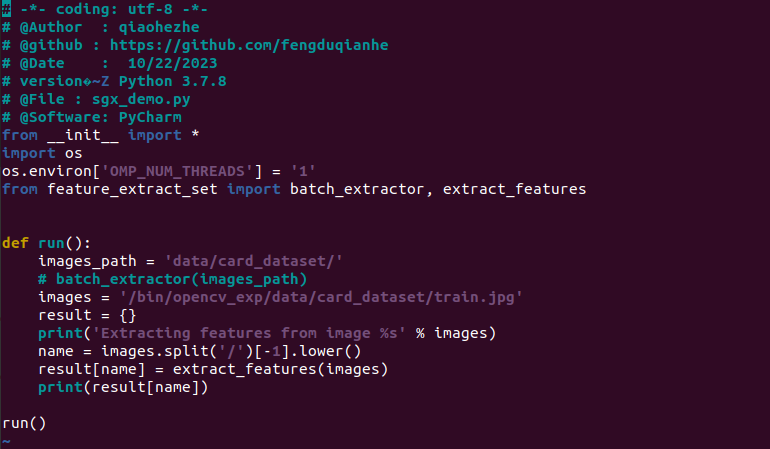 # -*- coding: utf-8 -*-
# @Author  : qiaohezhe
# @github : https://github.com/fengduqianhe
# @Date    :  10/22/2023
# version�~Z Python 3.7.8
# @File : sgx_demo.py
# @Software: PyCharm
from __init__ import *
import os
os.environ['OMP_NUM_THREADS'] = '1'
from feature_extract_set import batch_extractor, extract_features


def run():
    images_path = 'data/card_dataset/'
    # batch_extractor(images_path)
    images = '/bin/opencv_exp/data/card_dataset/train.jpg'
    result = {}
    print('Extracting features from image %s' % images)
    name = images.split('/')[-1].lower()
    result[name] = extract_features(images)
    print(result[name])

run()
~